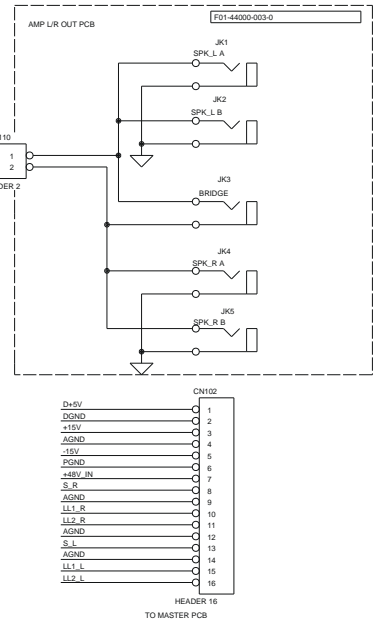 AMP L/R OUT PCB
F01-44000-003-0
JK1
SPK_L A
JK2
SPK_L B
1
2
JK3
BRIDGE
JK4
SPK_R A
JK5
SPK_R B
CN102
D+5V 1
DGND 2
+15V 3
AGND 4
-15V 5
PGND 6
+48V_IN 7
S_R 8
AGND 9
LL1_R 10
LL2_R 11
AGND 12
S_L 13
AGND 14
LL1_L 15
LL2_L 16
HEADER 16
TO MASTER PCB